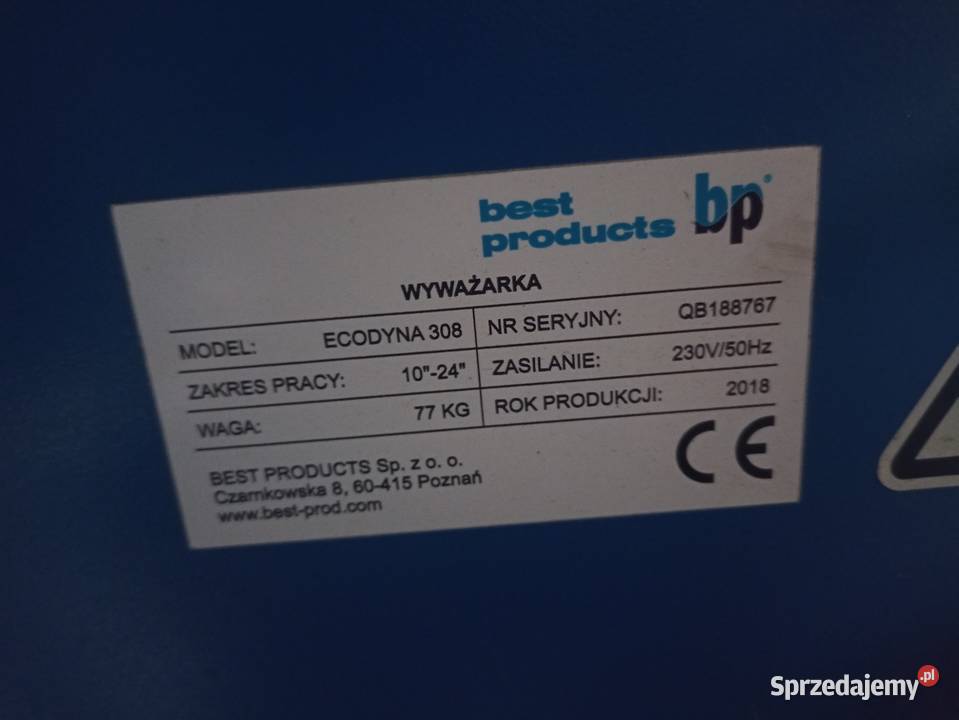 best
products
bp®
WYWAŻARKA
MODEL: ECODYNA 308 NR SERYJNY: QB188767
ZAKRES PRACY: 10"-24" ZASILANIE: 230V/50Hz
WAGA: 77 KG ROK PRODUKCJI: 2018
BEST PRODUCTS Sp. z o. o.
Czarnkowska 8, 60-415 Poznań
www.best-prod.com
CE
Sprzedajemy.pl